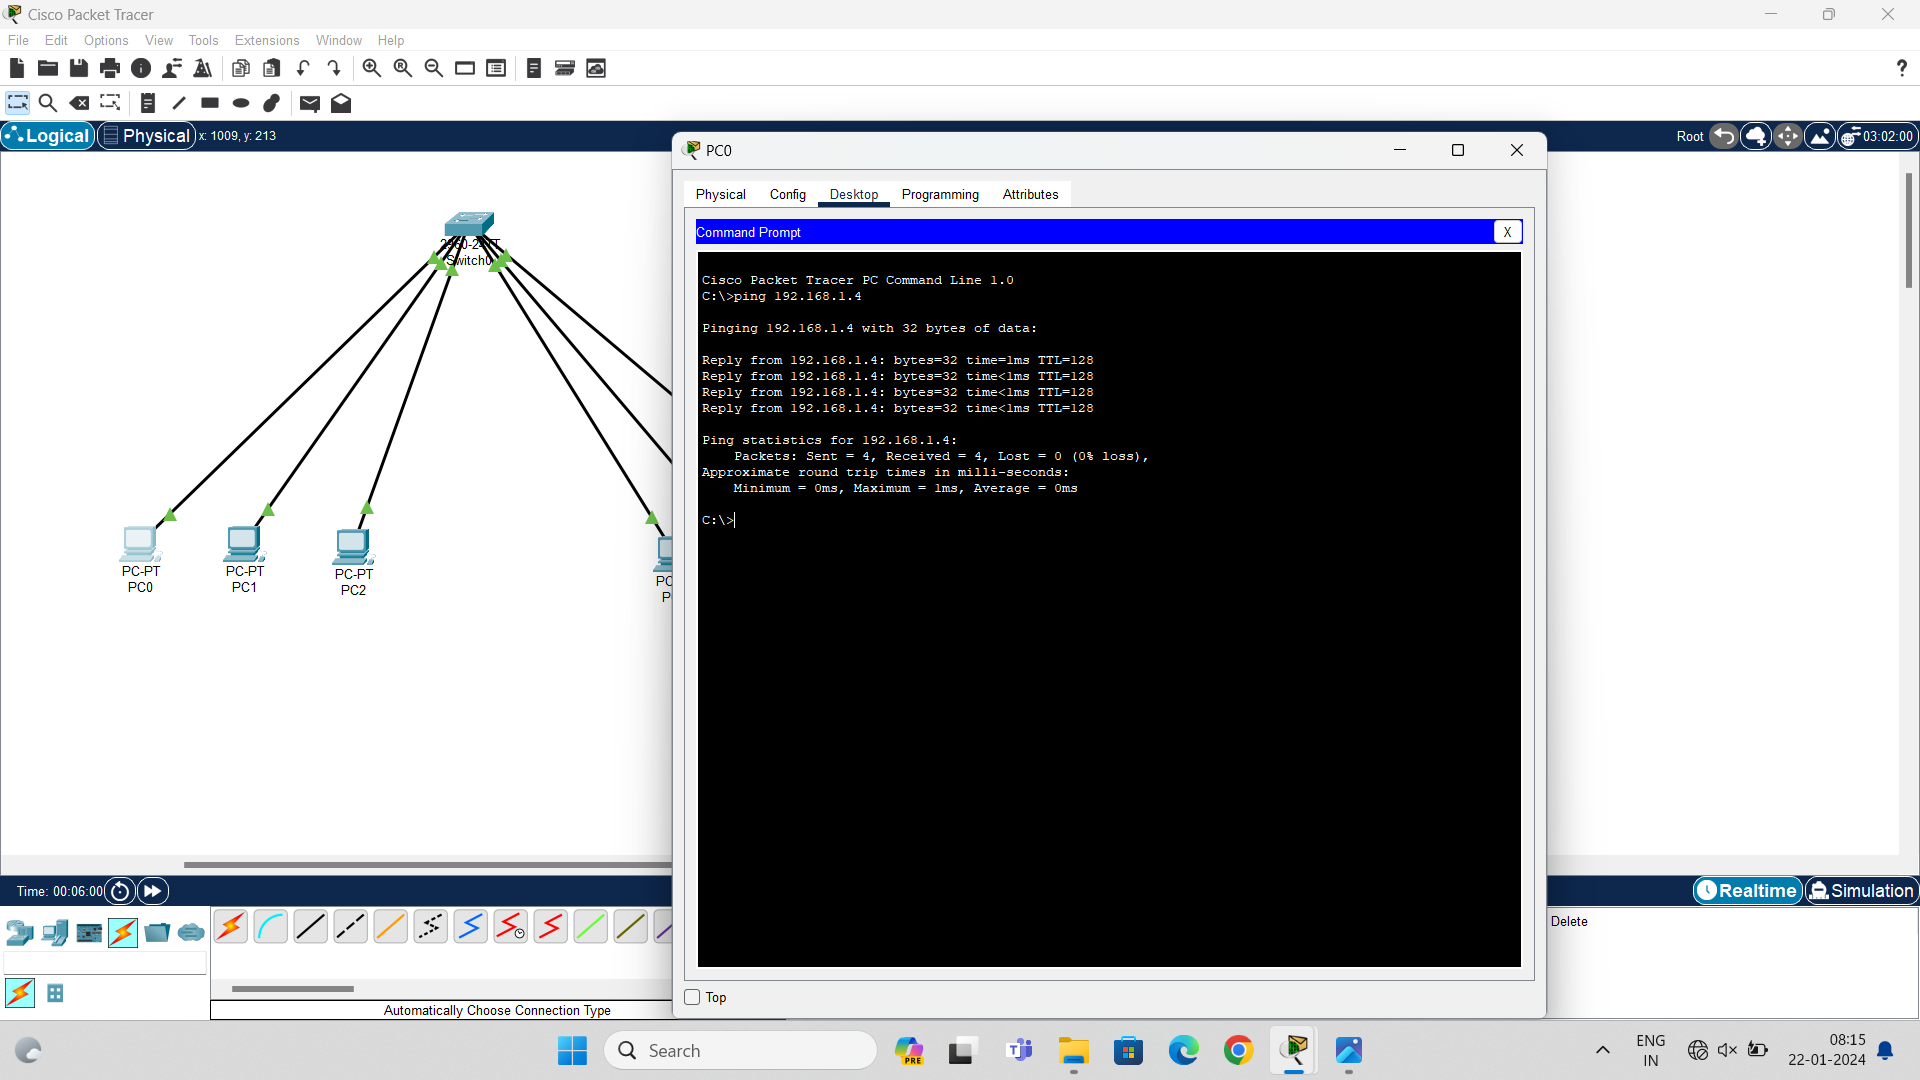 Cisco Packet Tracer
File Edit Options View Tools Extensions Window Help
?
Logical Physical x: 1009, y: 213
Root 03:02:00
2960-24TT
Switch0
PC-PT
PC0
PC-PT
PC1
PC-PT
PC2
PC
P
PC0
Physical Config Desktop Programming Attributes
Command Prompt
X
Cisco Packet Tracer PC Command Line 1.0
C:\>ping 192.168.1.4
Pinging 192.168.1.4 with 32 bytes of data:
Reply from 192.168.1.4: bytes=32 time=1ms TTL=128
Reply from 192.168.1.4: bytes=32 time<1ms TTL=128
Reply from 192.168.1.4: bytes=32 time<1ms TTL=128
Reply from 192.168.1.4: bytes=32 time<1ms TTL=128
Ping statistics for 192.168.1.4:
Packets: Sent = 4, Received = 4, Lost = 0 (0% loss),
Approximate round trip times in milli-seconds:
Minimum = 0ms, Maximum = 1ms, Average = 0ms
C:\>
Top
Time: 00:06:00
Realtime Simulation
Delete
Automatically Choose Connection Type
Search
PRE
ENG
IN
08:15
22-01-2024